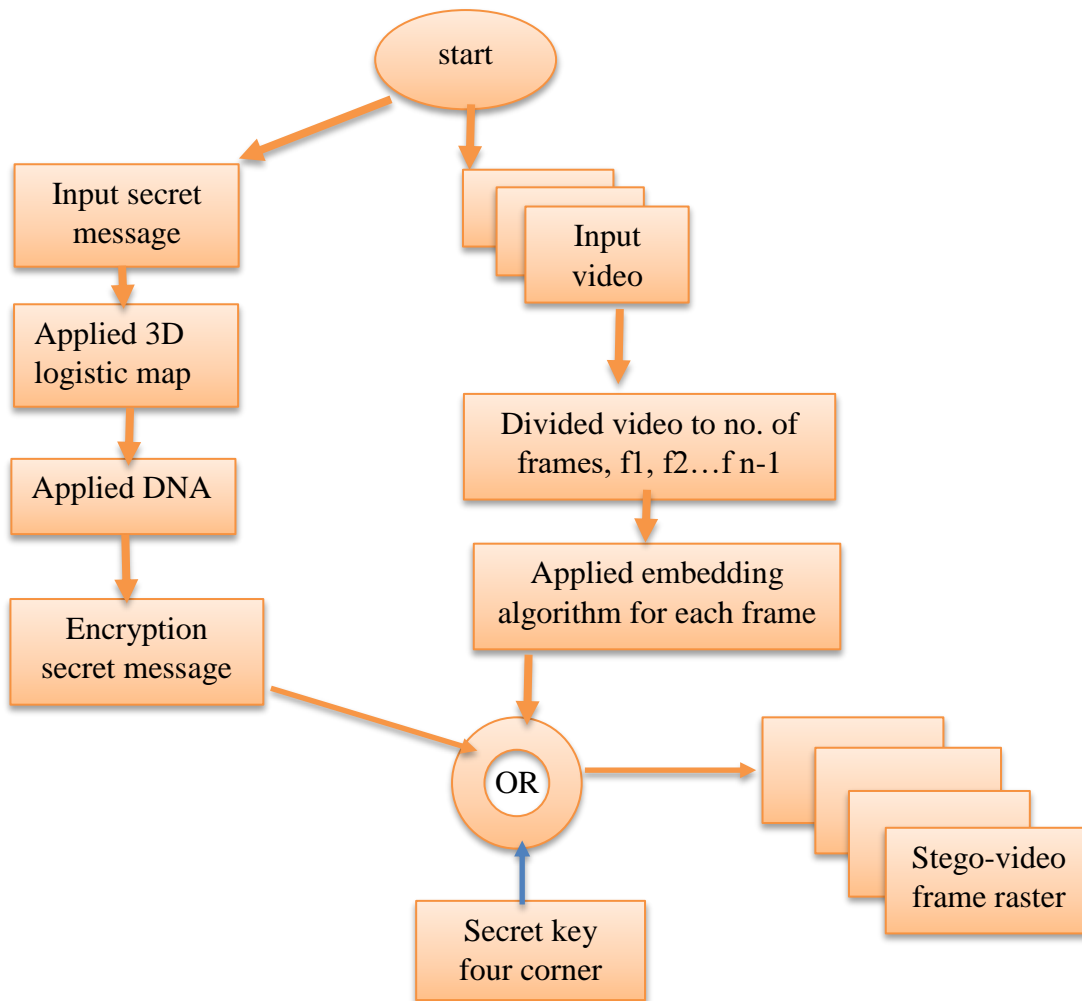 start
Input secret
message
Input
video
Applied 3D
logistic map
Divided video to no. of
frames, f1, f2…f n-1
Applied DNA
Applied embedding
algorithm for each frame
Encryption
secret message
OR
Stego-video
frame raster
Secret key
four corner